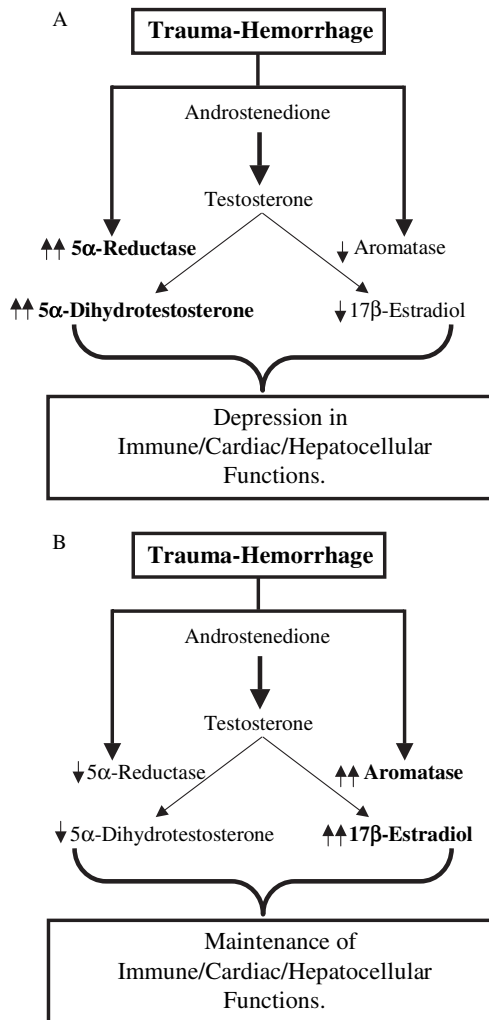 A
Trauma-Hemorrhage
Androstenedione
Testosterone
↑↑ 5α-Reductase
↓ Aromatase
↑↑ 5α-Dihydrotestosterone
↓ 17β-Estradiol
Depression in
Immune/Cardiac/Hepatocellular
Functions.
B
Trauma-Hemorrhage
Androstenedione
Testosterone
↓ 5α-Reductase
↑↑ Aromatase
↓ 5α-Dihydrotestosterone
↑↑ 17β-Estradiol
Maintenance of
Immune/Cardiac/Hepatocellular
Functions.